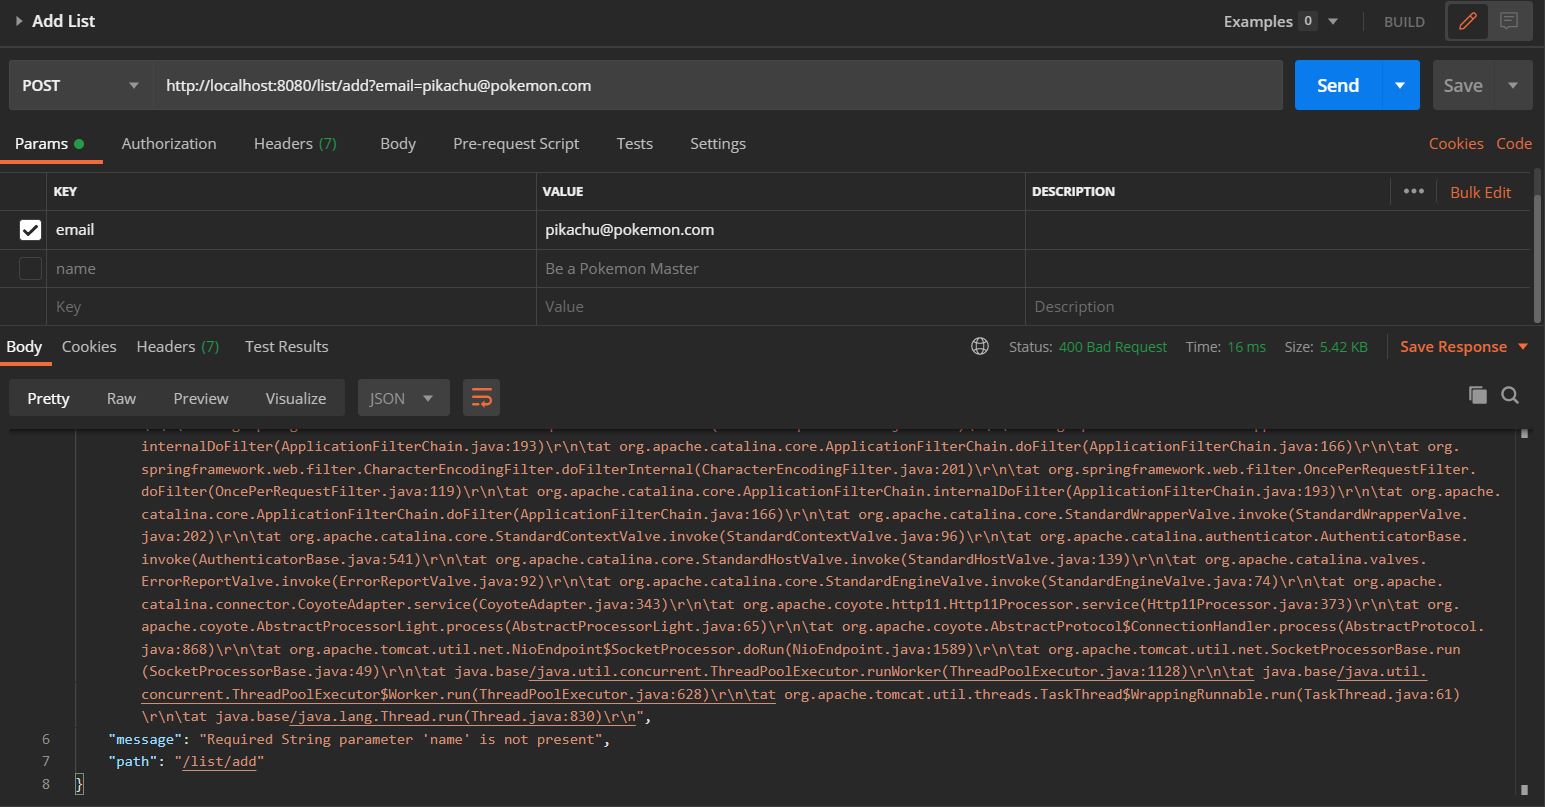 Add List
Examples 0
BUILD
POST
http://localhost:8080/list/add?email=pikachu@pokemon.com
Send
Save
Params
Authorization
Headers (7)
Body
Pre-request Script
Tests
Settings
Cookies
Code
KEY
VALUE
DESCRIPTION
•••
Bulk Edit
email
pikachu@pokemon.com
name
Be a Pokemon Master
Key
Value
Description
Body
Cookies
Headers (7)
Test Results
Status: 400 Bad Request
Time: 16 ms
Size: 5.42 KB
Save Response
Pretty
Raw
Preview
Visualize
JSON
internalDoFilter(ApplicationFilterChain.java:193)\r\n\tat org.apache.catalina.core.ApplicationFilterChain.doFilter(ApplicationFilterChain.java:166)\r\n\tat org.
springframework.web.filter.CharacterEncodingFilter.doFilterInternal(CharacterEncodingFilter.java:201)\r\n\tat org.springframework.web.filter.OncePerRequestFilter.
doFilter(OncePerRequestFilter.java:119)\r\n\tat org.apache.catalina.core.ApplicationFilterChain.internalDoFilter(ApplicationFilterChain.java:193)\r\n\tat org.apache.
catalina.core.ApplicationFilterChain.doFilter(ApplicationFilterChain.java:166)\r\n\tat org.apache.catalina.core.StandardWrapperValve.invoke(StandardWrapperValve.
java:202)\r\n\tat org.apache.catalina.core.StandardContextValve.invoke(StandardContextValve.java:96)\r\n\tat org.apache.catalina.authenticator.AuthenticatorBase.
invoke(AuthenticatorBase.java:541)\r\n\tat org.apache.catalina.core.StandardHostValve.invoke(StandardHostValve.java:139)\r\n\tat org.apache.catalina.valves.
ErrorReportValve.invoke(ErrorReportValve.java:92)\r\n\tat org.apache.catalina.core.StandardEngineValve.invoke(StandardEngineValve.java:74)\r\n\tat org.apache.
catalina.connector.CoyoteAdapter.service(CoyoteAdapter.java:343)\r\n\tat org.apache.coyote.http11.Http11Processor.service(Http11Processor.java:373)\r\n\tat org.
apache.coyote.AbstractProcessorLight.process(AbstractProcessorLight.java:65)\r\n\tat org.apache.coyote.AbstractProtocol$ConnectionHandler.process(AbstractProtocol.
java:868)\r\n\tat org.apache.tomcat.util.net.NioEndpoint$SocketProcessor.doRun(NioEndpoint.java:1589)\r\n\tat org.apache.tomcat.util.net.SocketProcessorBase.run
(SocketProcessorBase.java:49)\r\n\tat java.base/java.util.concurrent.ThreadPoolExecutor.runWorker(ThreadPoolExecutor.java:1128)\r\n\tat java.base/java.util.
concurrent.ThreadPoolExecutor$Worker.run(ThreadPoolExecutor.java:628)\r\n\tat org.apache.tomcat.util.threads.TaskThread$WrappingRunnable.run(TaskThread.java:61)
\r\n\tat java.base/java.lang.Thread.run(Thread.java:830)\r\n",
6 "message": "Required String parameter 'name' is not present",
7 "path": "/list/add"
8 }